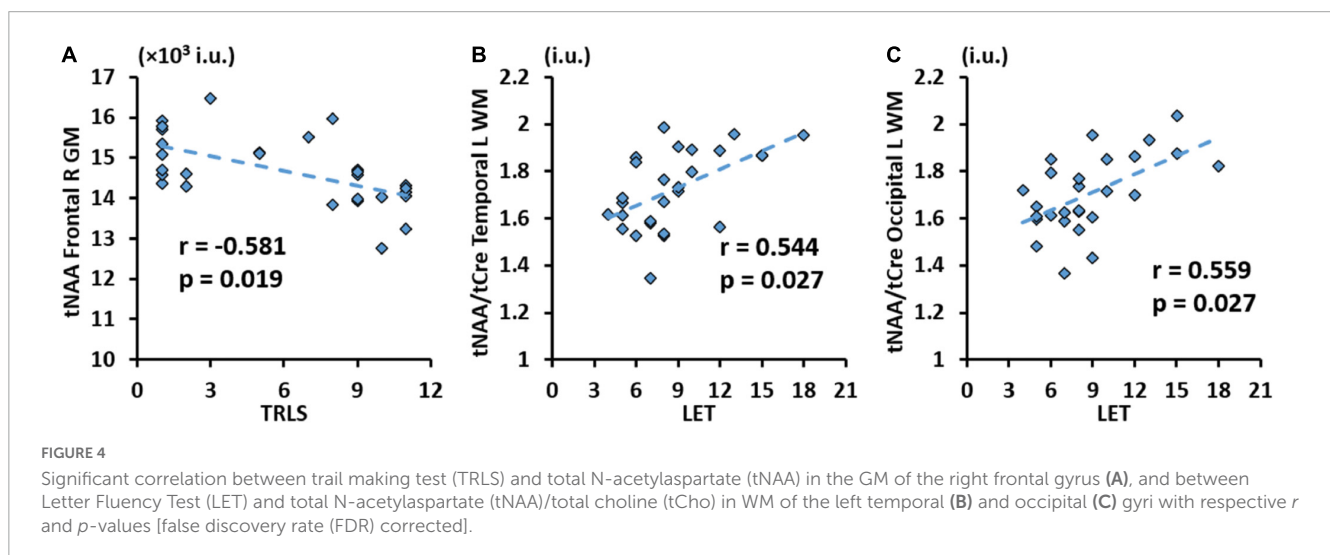 A (×10³ i.u.)
17
16
15
14
13
12
11
10
tNAA Frontal R GM
r = -0.581
p = 0.019
0 3 6 9 12
TRLS
B (i.u.)
2.2
2
1.8
1.6
1.4
1.2
1
tNAA/tCre Temporal L WM
r = 0.544
p = 0.027
0 3 6 9 12 15 18 21
LET
C (i.u.)
2.2
2
1.8
1.6
1.4
1.2
1
tNAA/tCre Occipital L WM
r = 0.559
p = 0.027
0 3 6 9 12 15 18 21
LET
FIGURE 4
Significant correlation between trail making test (TRLS) and total N-acetylaspartate (tNAA) in the GM of the right frontal gyrus (A), and between
Letter Fluency Test (LET) and total N-acetylaspartate (tNAA)/total choline (tCho) in WM of the left temporal (B) and occipital (C) gyri with respective r
and p-values [false discovery rate (FDR) corrected].